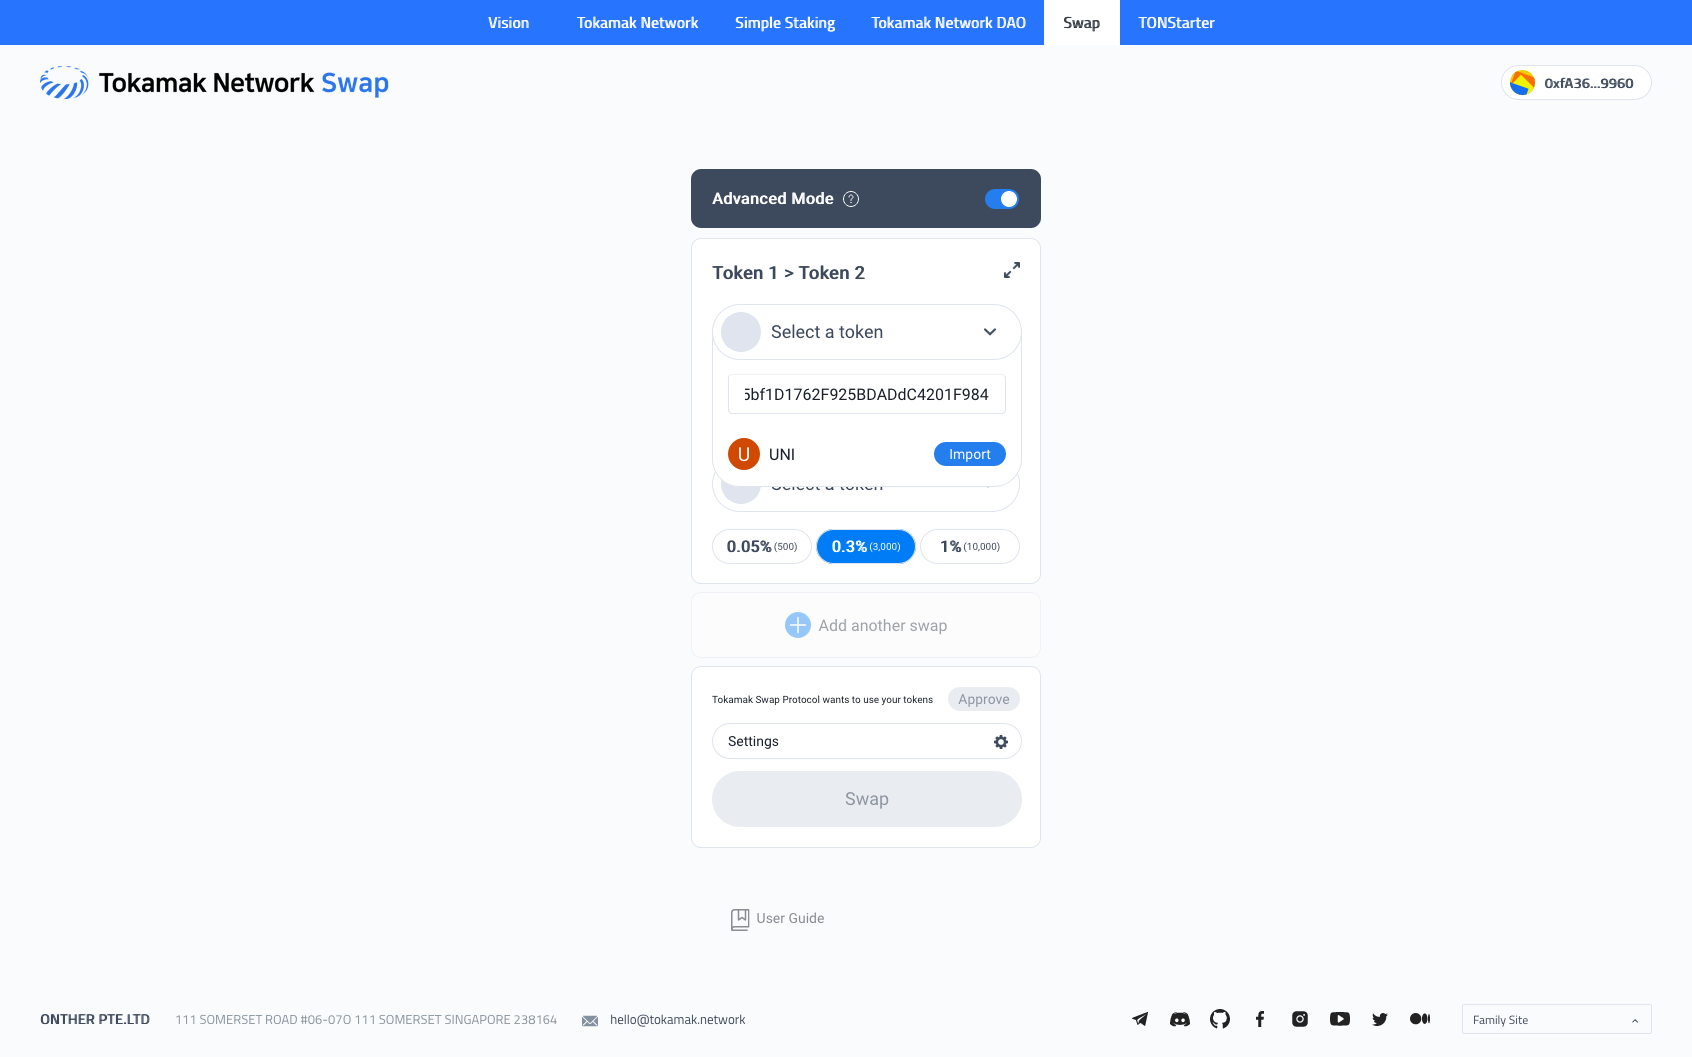 Vision Tokamak Network Simple Staking Tokamak Network DAO Swap TONStarter
Tokamak Network Swap
0xfA36...9960
Advanced Mode ?
Token 1 > Token 2
Select a token
5bf1D1762F925BDADdC4201F984
U UNI Import
Select a token
0.05% (500) 0.3% (3,000) 1% (10,000)
Add another swap
Tokamak Swap Protocol wants to use your tokens Approve
Settings
Swap
User Guide
ONTHER PTE.LTD 111 SOMERSET ROAD #06-07O 111 SOMERSET SINGAPORE 238164 hello@tokamak.network Family Site